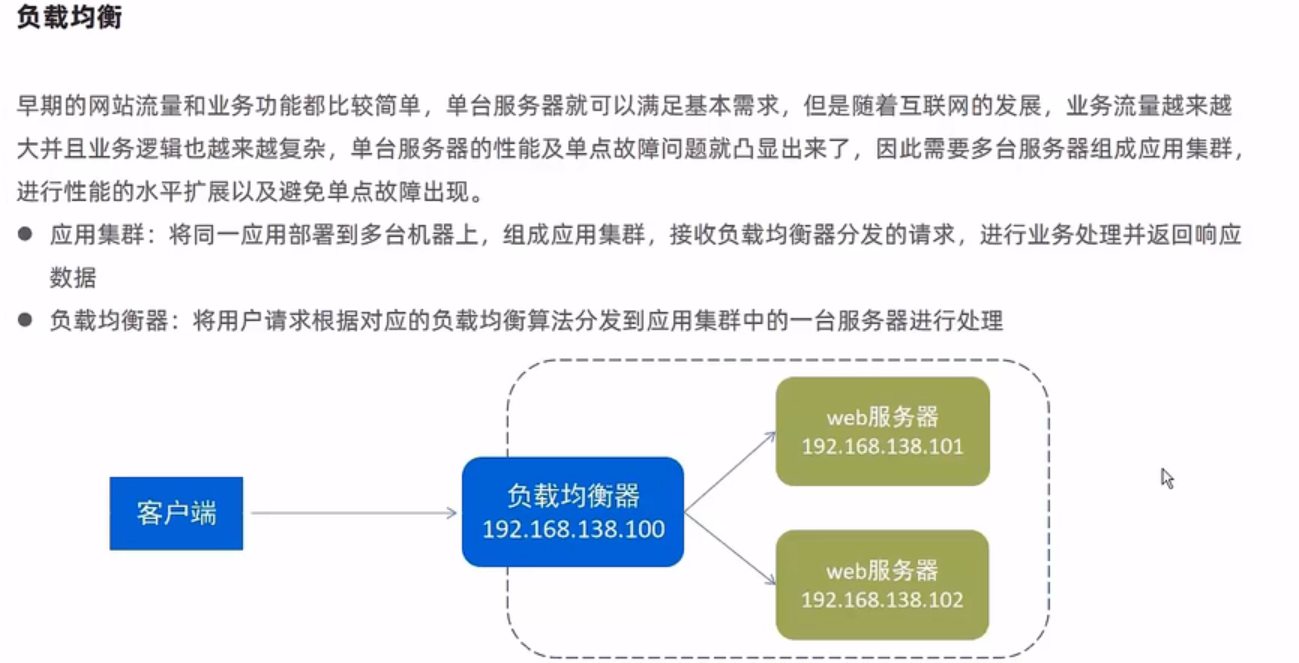 负载均衡
早期的网站流量和业务功能都比较简单，单台服务器就可以满足基本需求，但是随着互联网的发展，业务流量越来越
大并且业务逻辑也越来越复杂，单台服务器的性能及单点故障问题就凸显出来了，因此需要多台服务器组成应用集群，
进行性能的水平扩展以及避免单点故障出现。
● 应用集群：将同一应用部署到多台机器上，组成应用集群，接收负载均衡器分发的请求，进行业务处理并返回响应
数据
● 负载均衡器：将用户请求根据对应的负载均衡算法分发到应用集群中的一台服务器进行处理
客户端
负载均衡器
192.168.138.100
web服务器
192.168.138.101
web服务器
192.168.138.102